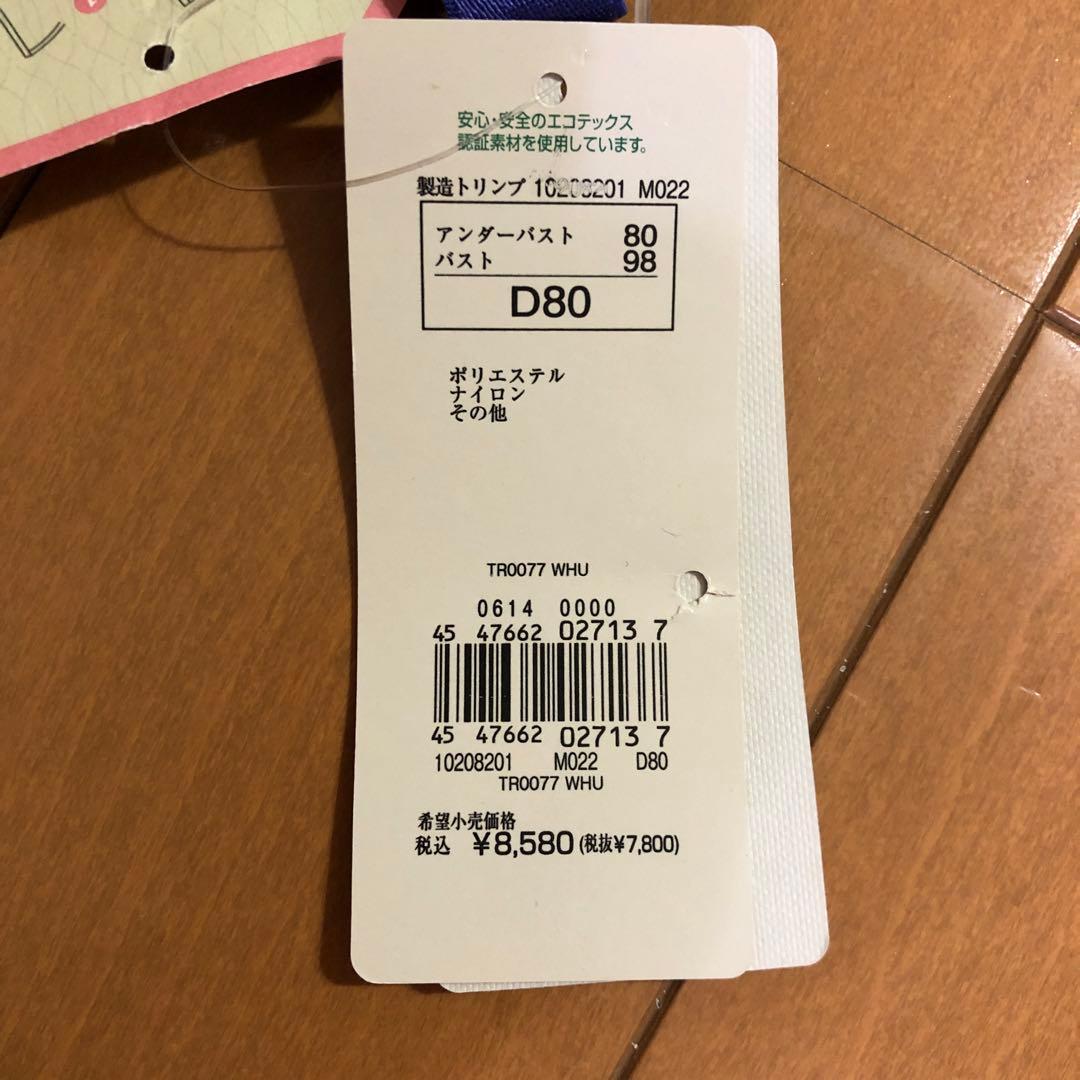 安心・安全のエコテックス
認証素材を使用しています。
製造トリンプ 10208201 M022
アンダーバスト 80
バスト 98
D80
ポリエステル
ナイロン
その他
TR0077 WHU
0614 0000
45 47662 02713 7
45 47662 02713 7
10208201 M022 D80
TR0077 WHU
希望小売価格
税込 ¥8,580(税抜¥7,800)